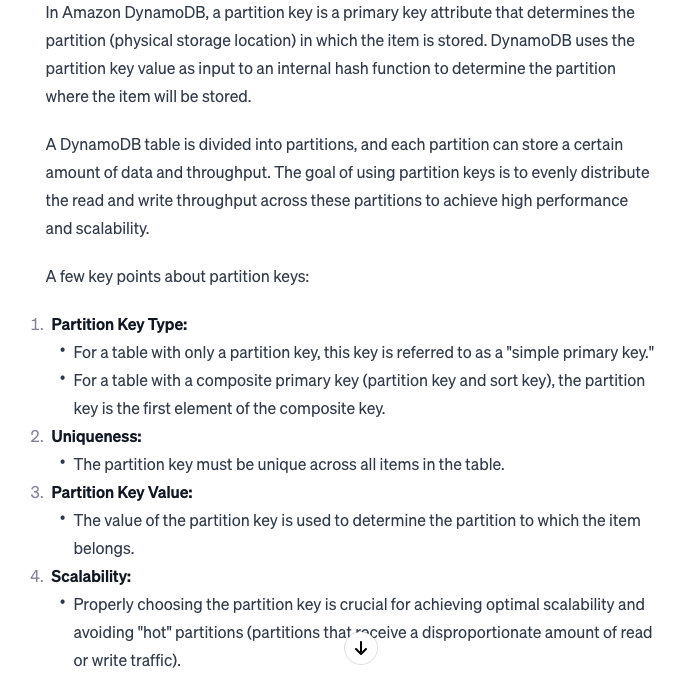 In Amazon DynamoDB, a partition key is a primary key attribute that determines the
partition (physical storage location) in which the item is stored. DynamoDB uses the
partition key value as input to an internal hash function to determine the partition
where the item will be stored.
A DynamoDB table is divided into partitions, and each partition can store a certain
amount of data and throughput. The goal of using partition keys is to evenly distribute
the read and write throughput across these partitions to achieve high performance
and scalability.
A few key points about partition keys:
1. Partition Key Type:
• For a table with only a partition key, this key is referred to as a "simple primary key."
• For a table with a composite primary key (partition key and sort key), the partition
key is the first element of the composite key.
2. Uniqueness:
• The partition key must be unique across all items in the table.
3. Partition Key Value:
• The value of the partition key is used to determine the partition to which the item
belongs.
4. Scalability:
• Properly choosing the partition key is crucial for achieving optimal scalability and
avoiding "hot" partitions (partitions that receive a disproportionate amount of read
or write traffic).